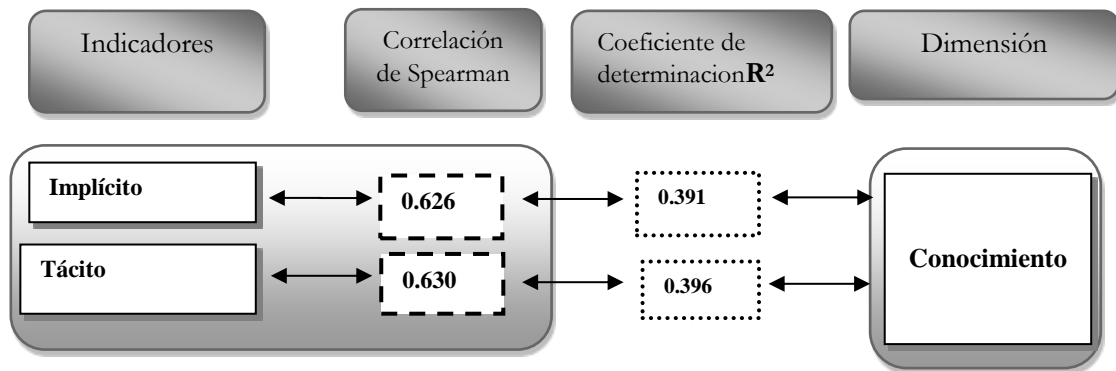 Indicadores
Correlación
de Spearman
Coeficiente de
determinacionR²
Dimensión
Implícito
0.626
0.391
Tácito
0.630
0.396
Conocimiento